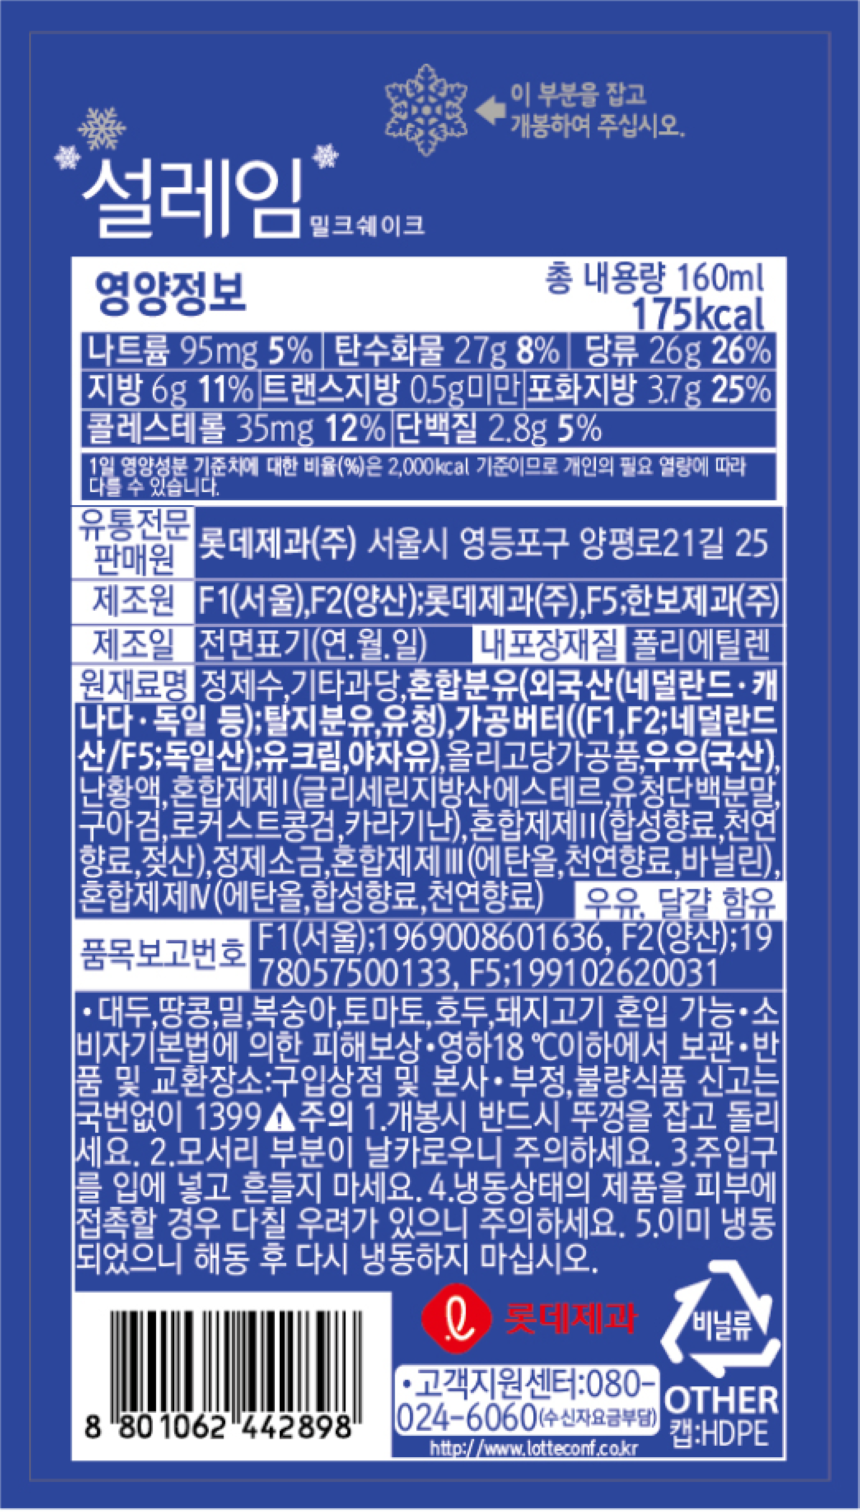 이 부분을 잡고
개봉하여 주십시오.
설레임 밀크쉐이크
영양정보
총 내용량 160ml
175kcal
나트륨 95mg 5% 탄수화물 27g 8% 당류 26g 26%
지방 6g 11% 트랜스지방 0.5g미만 포화지방 3.7g 25%
콜레스테롤 35mg 12% 단백질 2.8g 5%
1일 영양성분 기준치에 대한 비율(%)은 2,000kcal 기준이므로 개인의 필요 열량에 따라
다를 수 있습니다.
유통전문
판매원
롯데제과(주) 서울시 영등포구 양평로21길 25
제조원 F1(서울),F2(양산);롯데제과(주),F5;한보제과(주)
제조일 전면표기(연.월.일) 내포장재질 폴리에틸렌
원재료명 정제수,기타과당,혼합분유(외국산(네덜란드·캐
나다·독일 등);탈지분유,유청),가공버터((F1,F2;네덜란드
산/F5;독일산);유크림,야자유),올리고당가공품,우유(국산),
난황액,혼합제제Ⅰ(글리세린지방산에스테르,유청단백분말,
구아검,로커스트콩검,카라기난),혼합제제Ⅱ(합성향료,천연
향료,젖산),정제소금,혼합제제Ⅲ(에탄올,천연향료,바닐린),
혼합제제Ⅳ(에탄올,합성향료,천연향료) 우유, 달걀 함유
품목보고번호
F1(서울);1969008601636, F2(양산);19
78057500133, F5;199102620031
•대두,땅콩,밀,복숭아,토마토,호두,돼지고기 혼입 가능•소
비자기본법에 의한 피해보상•영하18℃이하에서 보관•반
품 및 교환장소:구입상점 및 본사•부정,불량식품 신고는
국번없이 1399 ⚠주의 1.개봉시 반드시 뚜껑을 잡고 돌리
세요. 2.모서리 부분이 날카로우니 주의하세요. 3.주입구
를 입에 넣고 흔들지 마세요. 4.냉동상태의 제품을 피부에
접촉할 경우 다칠 우려가 있으니 주의하세요. 5.이미 냉동
되었으니 해동 후 다시 냉동하지 마십시오.
롯데제과
비닐류
OTHER
캡:HDPE
•고객지원센터:080-
024-6060(수신자요금부담)
http://www.lotteconf.co.kr
8 801062 442898